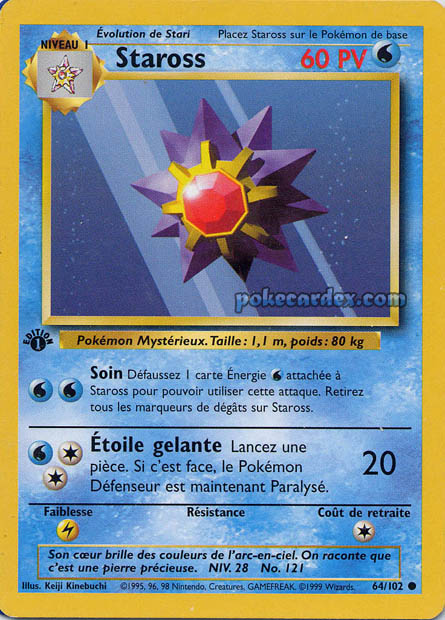 NIVEAU 1
Évolution de Stari
Placez Staross sur le Pokémon de base
Staross
60 PV
pokecardex.com
EDITION
1
Pokémon Mystérieux. Taille: 1,1 m, poids: 80 kg
Soin Défaussez 1 carte Énergie attachée à
Staross pour pouvoir utiliser cette attaque. Retirez
tous les marqueurs de dégâts sur Staross.
Étoile gelante Lancez une
pièce. Si c'est face, le Pokémon
Défenseur est maintenant Paralysé.
20
Faiblesse
Résistance
Coût de retraite
Son cœur brille des couleurs de l'arc-en-ciel. On raconte que
c'est une pierre précieuse. NIV. 28 No. 121
Illus. Keiji Kinebuchi
©1995, 96, 98 Nintendo, Creatures, GAMEFREAK. ©1999 Wizards.
64/102